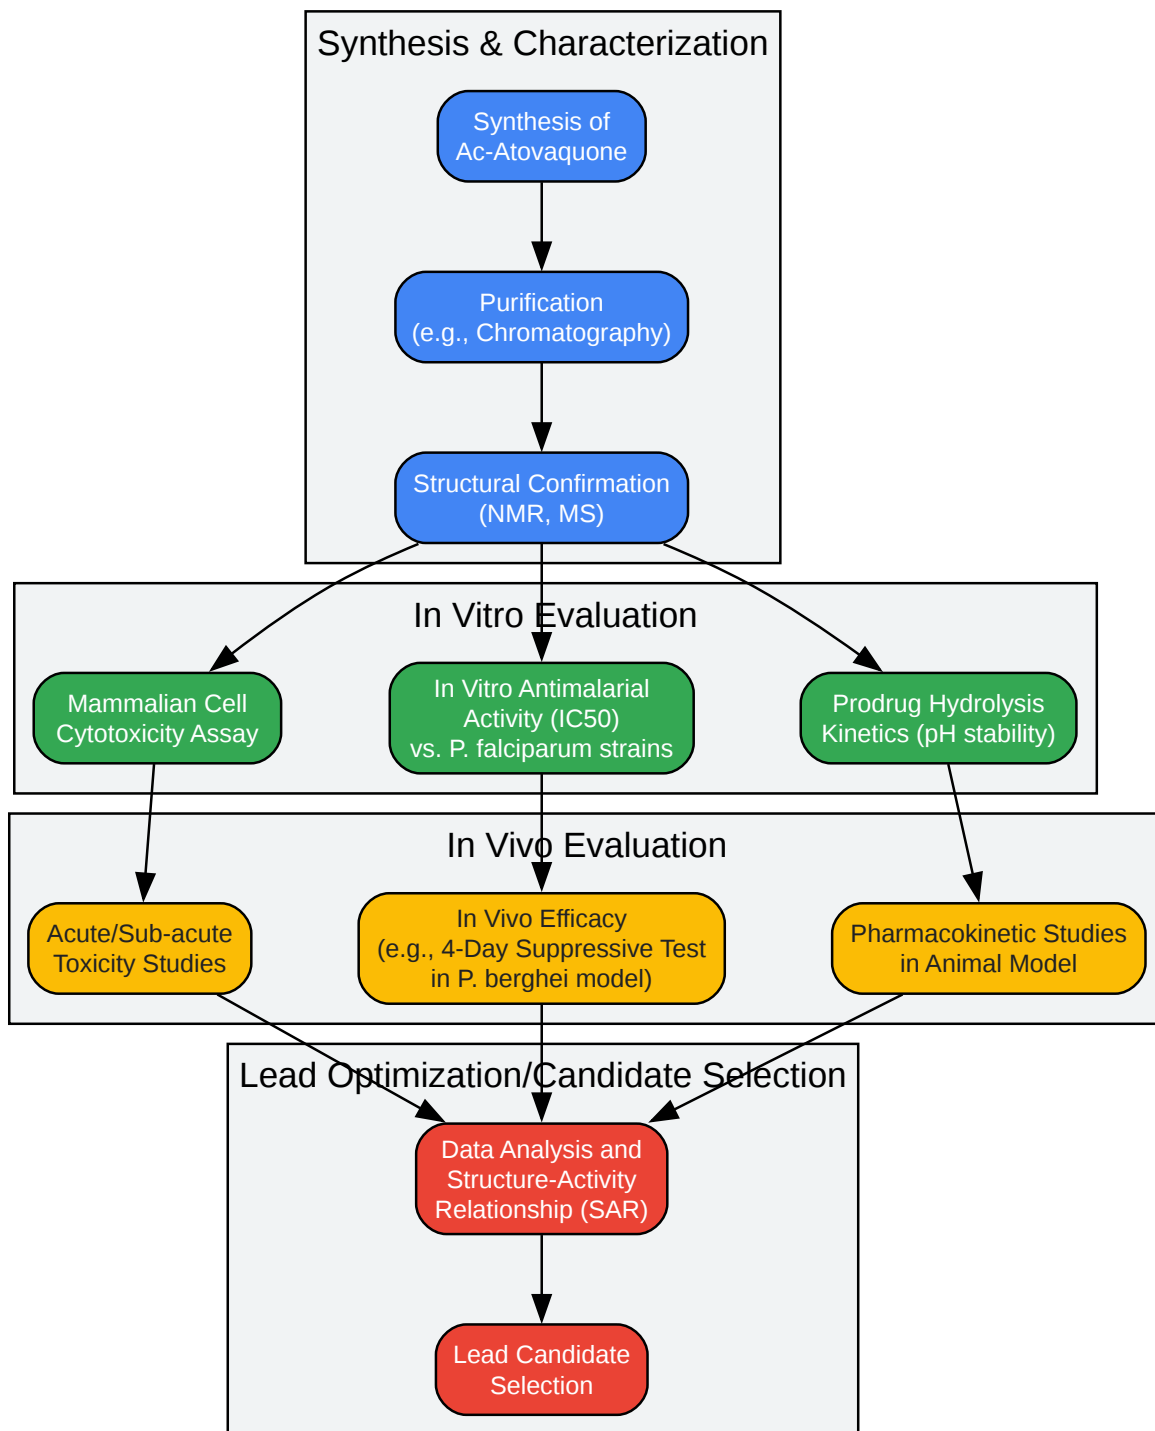 Synthesis & Characterization
Synthesis of
Ac-Atovaquone
Purification
(e.g., Chromatography)
Structural Confirmation
(NMR, MS)
In Vitro Evaluation
Mammalian Cell
Cytotoxicity Assay
In Vitro Antimalarial
Activity (IC50)
vs. P. falciparum strains
Prodrug Hydrolysis
Kinetics (pH stability)
In Vivo Evaluation
Acute/Sub-acute
Toxicity Studies
In Vivo Efficacy
(e.g., 4-Day Suppressive Test
in P. berghei model)
Pharmacokinetic Studies
in Animal Model
Lead Optimization/Candidate Selection
Data Analysis and
Structure-Activity
Relationship (SAR)
Lead Candidate
Selection